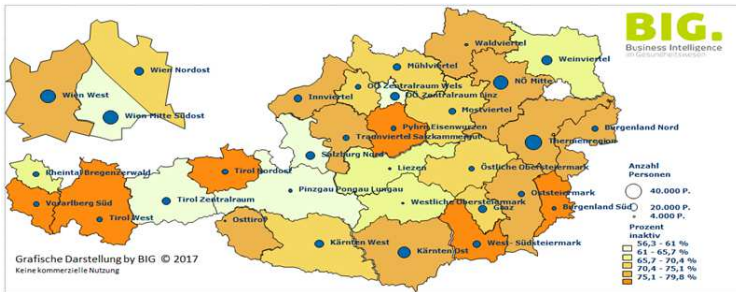 BIG.
Business Intelligence
im Gesundheitswesen
Waldviertel
Weinviertel
Wien Nordost
Mühlviertel
OÖ Zentralraum Wels
NÖ Mitte
Wien West
Innviertel
OÖ Zentralraum Linz
Mostviertel
Wien Mitte Südost
Pyhrn Eisenwurzen
Burgenland Nord
Traunviertel Salzkammergut
Thermenregion
Salzburg Nord
Rheintal Bregenzerwald
Tirol Nordost
Liezen
Östliche Obersteiermark
Anzahl
Personen
Pinzgau Pongau Lungau
40.000 P.
Vorarlberg Süd
Tirol Zentralraum
Westliche Obersteiermark
Oststeiermark
20.000 P.
Graz
Burgenland Süd
4.000 P.
Tirol West
Osttirol
Prozent
inaktiv
Kärnten West
Kärnten Ost
West- Südsteiermark
56,3 - 61 %
61 - 65,7 %
65,7 - 70,4 %
70,4 - 75,1 %
75,1 - 79,8 %
Grafische Darstellung by BIG © 2017
Keine kommerzielle Nutzung